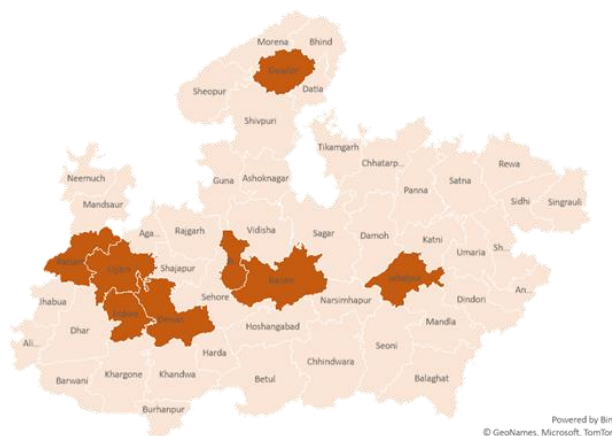 Morena
Bhind
Gwalior
Sheopur
Datia
Shivpuri
Tikamgarh
Chhatarp...
Rewa
Neemuch
Guna
Ashoknagar
Panna
Satna
Mandsaur
Sidhi
Singrauli
Aga...
Rajgarh
Vidisha
Sagar
Damoh
Katni
Umaria
Sh...
Ratlam
Ujjain
Shajapur
B...
Raisen
Jabalpur
Jhabua
Sehore
Narsimhapur
Dindori
An...
Indore
Dewas
Dhar
Hoshangabad
Mandla
Ali...
Harda
Seoni
Barwani
Khargone
Khandwa
Betul
Chhindwara
Balaghat
Burhanpur
Powered by Bin
© GeoNames, Microsoft, TomTom